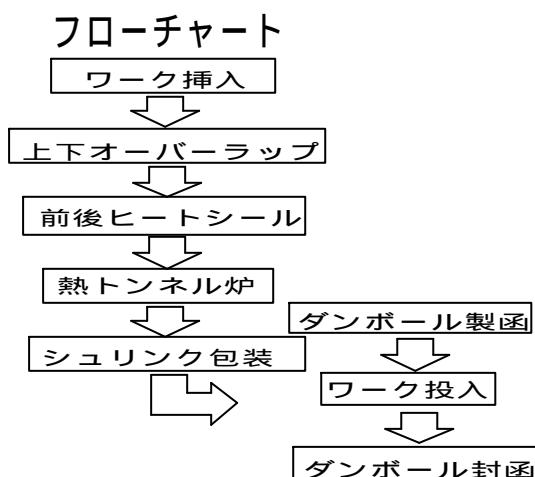 フローチャート
ワーク挿入
上下オーバーラップ
前後ヒートシール
熱トンネル炉
シュリンク包装
ダンボール製函
ワーク投入
ダンボール封函